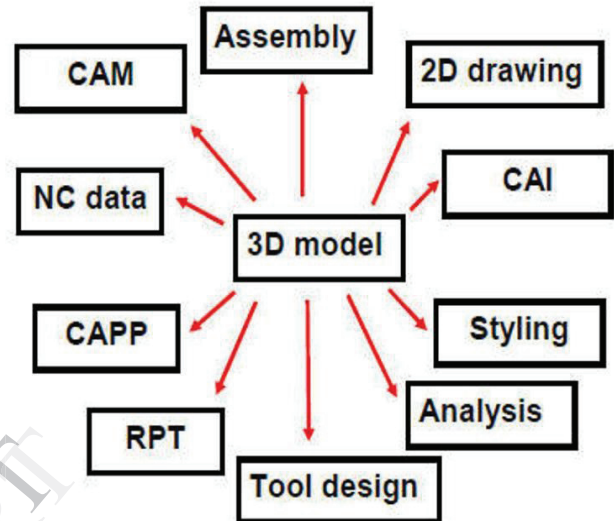 Assembly
CAM
2D drawing
CAI
NC data
3D model
CAPP
Styling
RPT
Analysis
Tool design